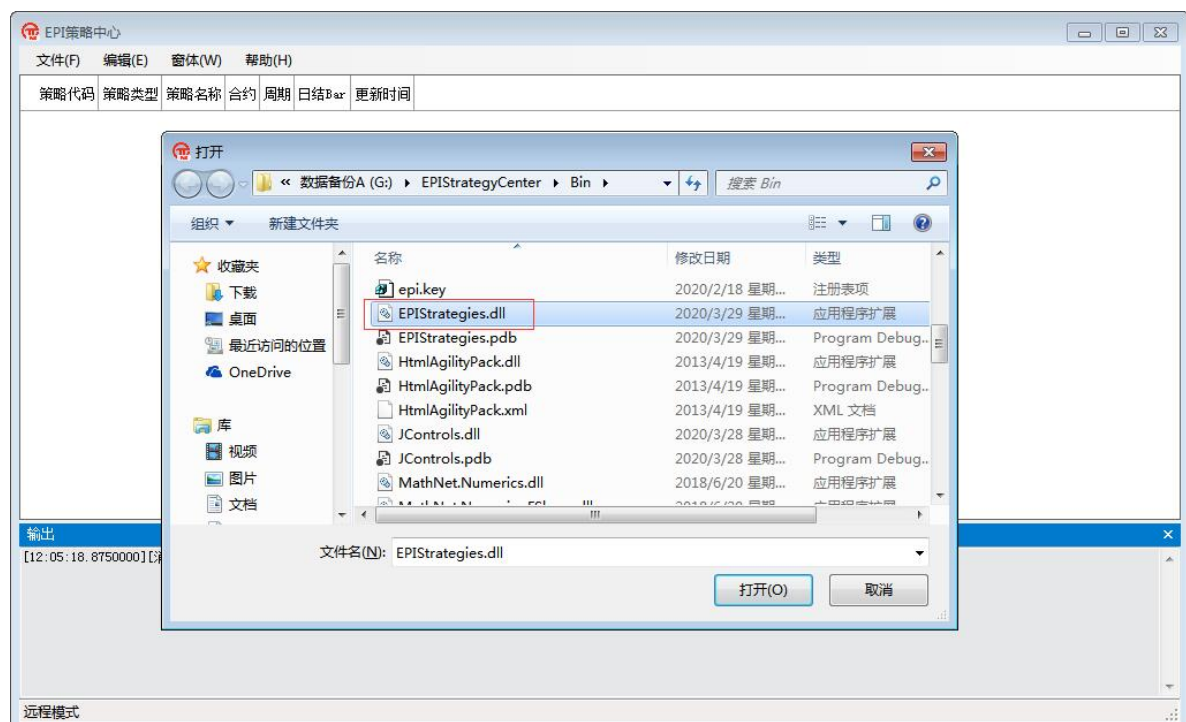 EPI策略中心
文件(F) 编辑(E) 窗体(W) 帮助(H)
策略代码 策略类型 策略名称 合约 周期 日结Bar 更新时间
打开
« 数据备份A (G:) EPIStrategyCenter Bin 搜索 Bin
组织 新建文件夹
名称 修改日期 类型
收藏夹
下载
桌面
最近访问的位置
OneDrive
库
视频
图片
文档
epi.key 2020/2/18 星期... 注册表项
EPIStrategies.dll 2020/3/29 星期... 应用程序扩展
EPIStrategies.pdb 2020/3/29 星期... Program Debug...
HtmlAgilityPack.dll 2013/4/19 星期... 应用程序扩展
HtmlAgilityPack.pdb 2013/4/19 星期... Program Debug...
HtmlAgilityPack.xml 2013/4/19 星期... XML 文档
JControls.dll 2020/3/28 星期... 应用程序扩展
JControls.pdb 2020/3/28 星期... Program Debug...
MathNet.Numerics.dll 2018/6/20 星期... 应用程序扩展
文件名(N): EPIStrategies.dll
打开(O) 取消
输出
[12:05:18.8750000]
远程模式